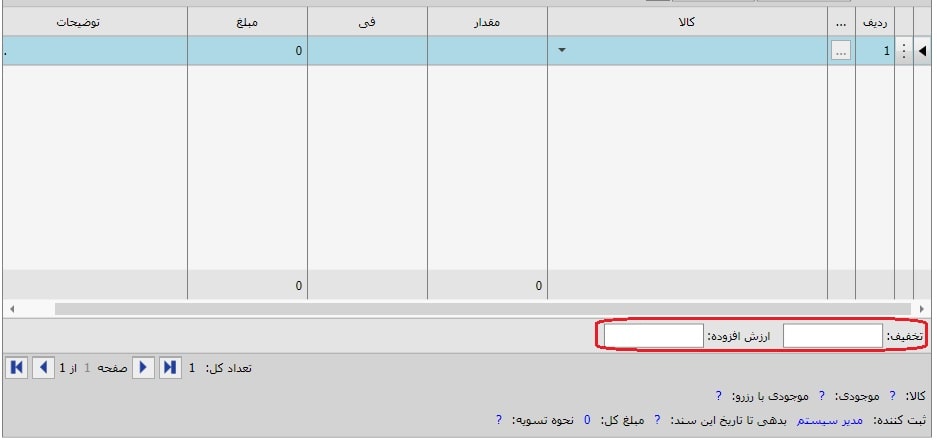 ردیف ... کالا مقدار فی مبلغ توضیحات
1 ... 0 .
0 0
تخفیف: ارزش افزوده:
تعداد کل: 1 صفحه 1 از 1
کالا: ? موجودی: ? موجودی با رزرو: ?
ثبت کننده: مدیر سیستم بدهی تا تاریخ این سند: ? مبلغ کل: 0 نحوه تسویه: ?